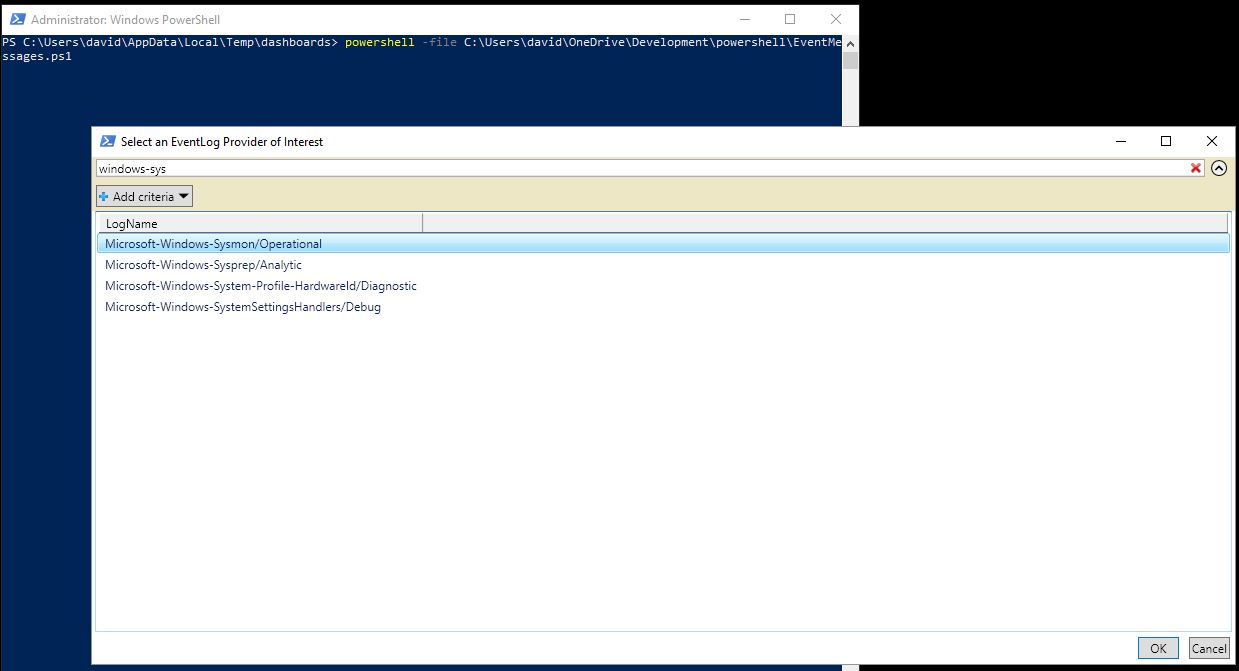 Administrator: Windows PowerShell
PS C:\Users\david\AppData\Local\Temp\dashboards> powershell -file C:\Users\david\OneDrive\Development\powershell\EventMe
ssages.ps1
Select an EventLog Provider of Interest
windows-sys
Add criteria
LogName
Microsoft-Windows-Sysmon/Operational
Microsoft-Windows-Sysprep/Analytic
Microsoft-Windows-System-Profile-HardwareId/Diagnostic
Microsoft-Windows-SystemSettingsHandlers/Debug
OK Cancel